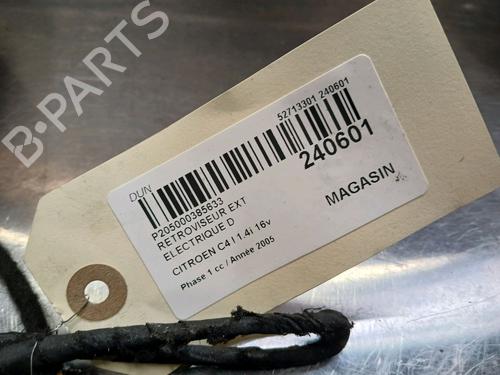 B-PARTS
52713301 240601
240601
DUN
P205000385633
RETROVISEUR EXT
ELECTRIQUE D
CITROEN C4 I 1.4i 16v
Phase 1 cc / Année 2005
MAGASIN